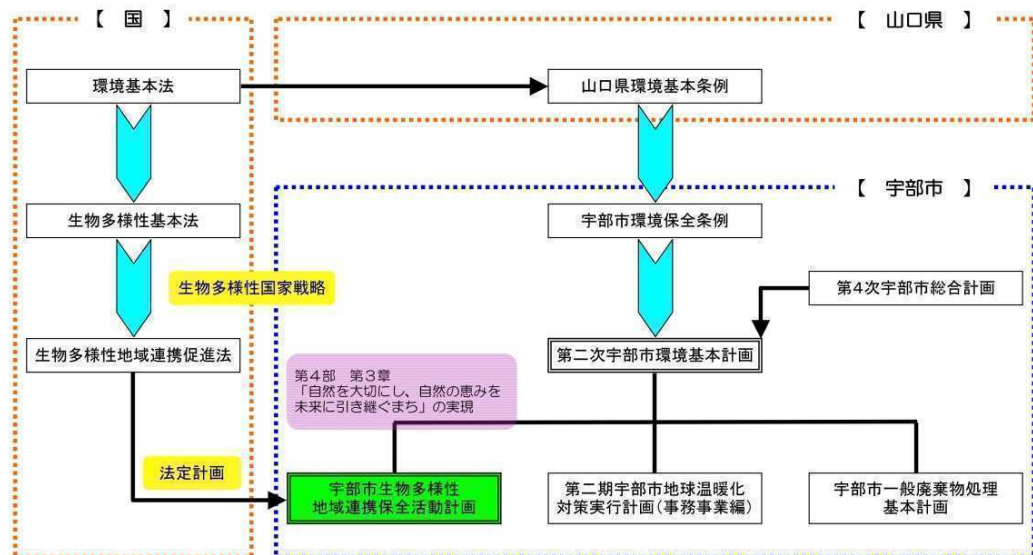 【 国 】
【 山口県 】
環境基本法
山口県環境基本条例
【 宇部市 】
生物多様性基本法
宇部市環境保全条例
生物多様性国家戦略
第4次宇部市総合計画
生物多様性地域連携促進法
第二次宇部市環境基本計画
第4部 第3章
「自然を大切にし、自然の恵みを
未来に引き継ぐまち」の実現
法定計画
宇部市生物多様性
地域連携保全活動計画
第二期宇部市地球温暖化
対策実行計画(事務事業編)
宇部市一般廃棄物処理
基本計画